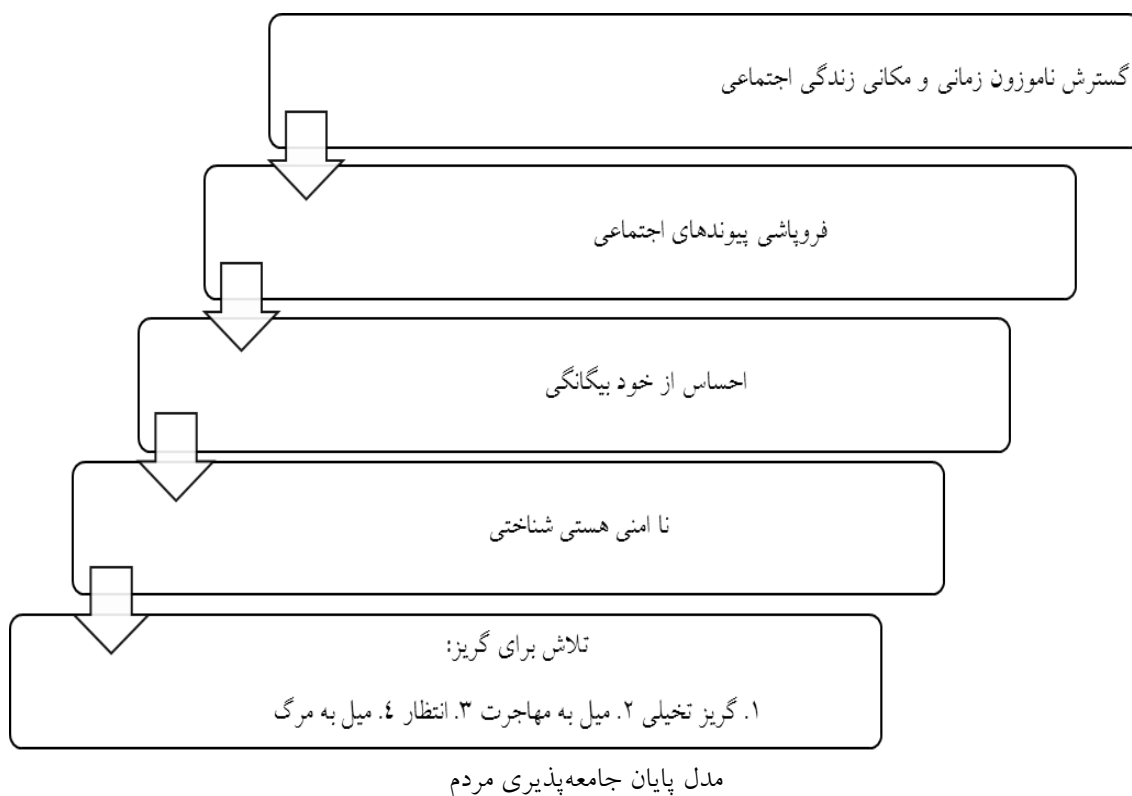 گسترش ناموزون زمانی و مکانی زندگی اجتماعی
فروپاشی پیوندهای اجتماعی
احساس از خود بیگانگی
نا امنی هستی شناختی
تلاش برای گریز:
۱. گریز تخیلی ۲. میل به مهاجرت ۳. انتظار ٤. میل به مرگ
مدل پایان جامعه‌پذیری مردم